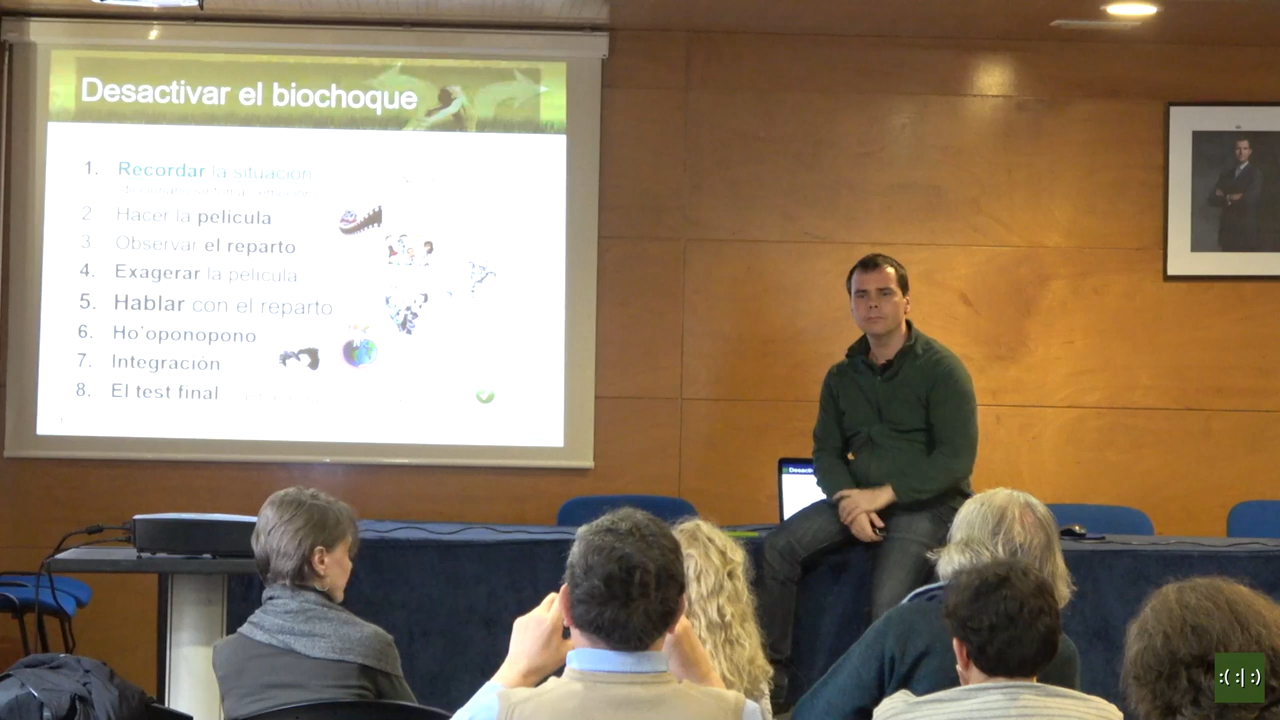 Desactivar el biochoque
1. Recordar la situación
2 Hacer la película
3 Observar el reparto
4. Exagerar la película
5. Hablar con el reparto
6. Ho'oponopono
7. Integración
8. El test final
:( :| :)